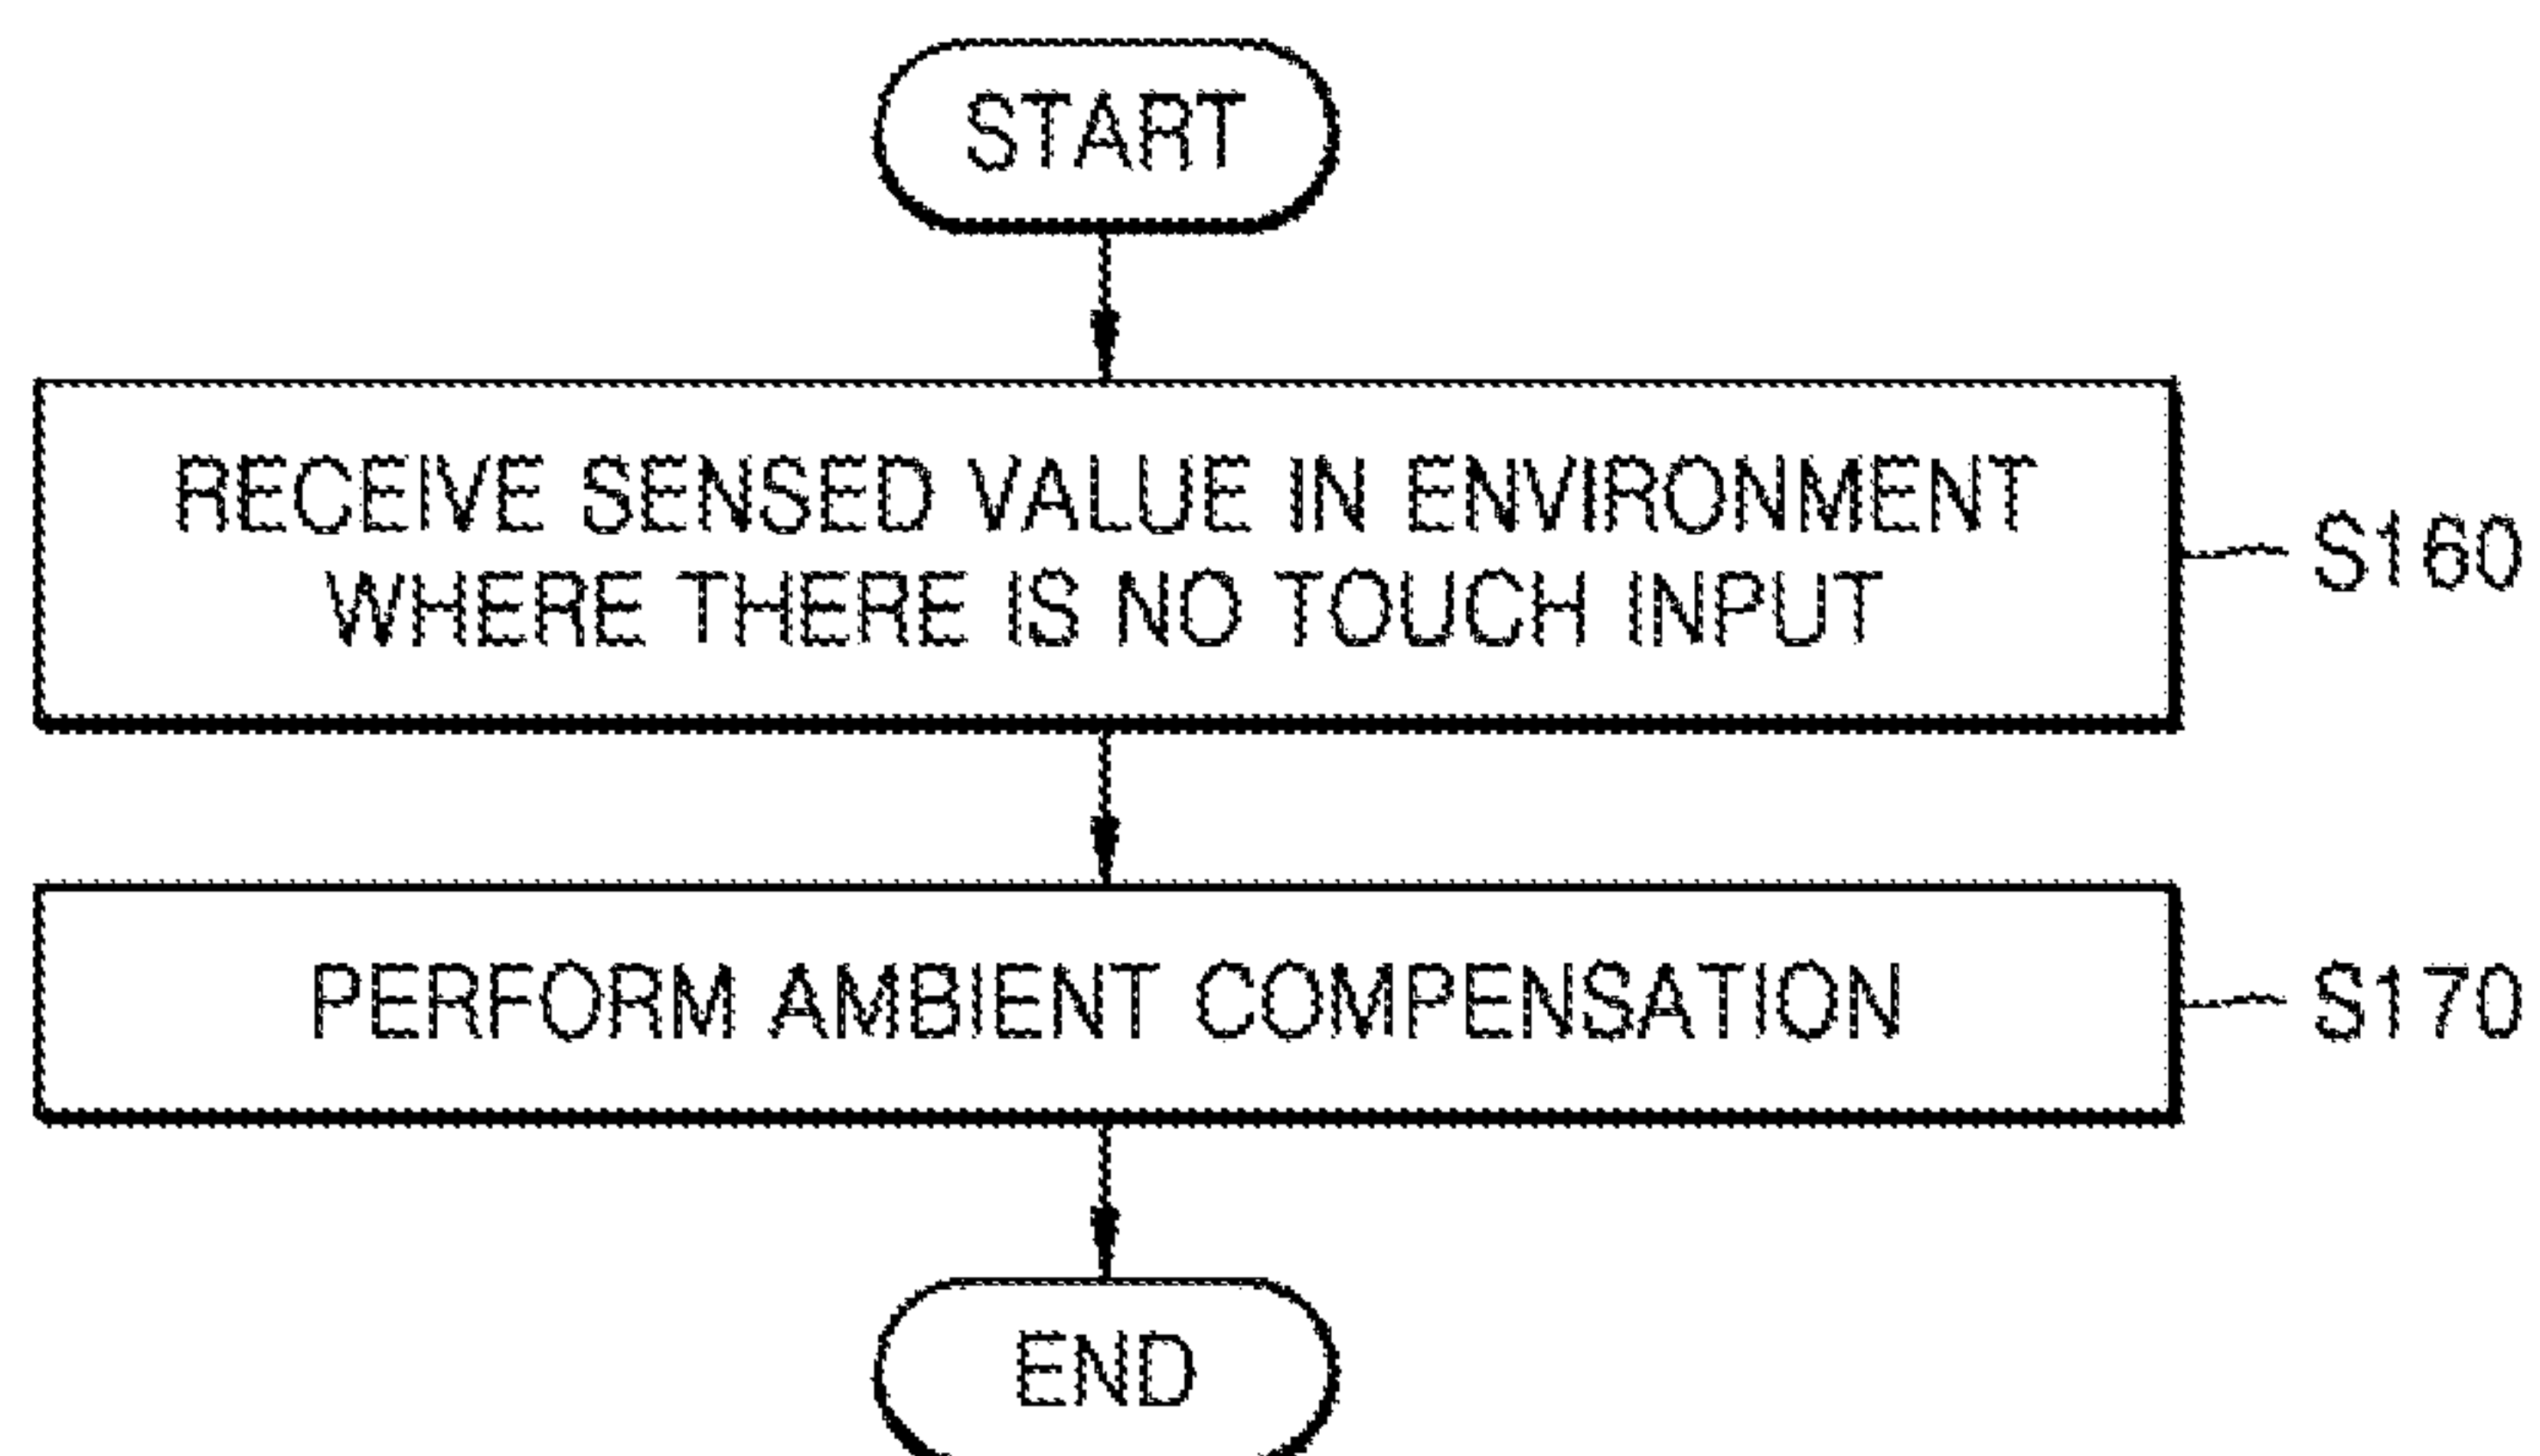 START
RECEIVE SENSED VALUE IN ENVIRONMENT
WHERE THERE IS NO TOUCH INPUT
S160
PERFORM AMBIENT COMPENSATION
S170
END